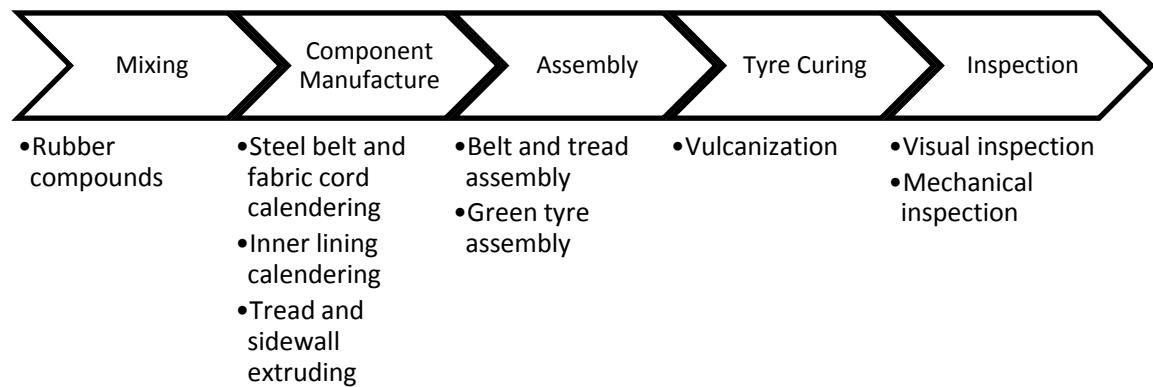 Mixing
Component
Manufacture
Assembly
Tyre Curing
Inspection
•Rubber
compounds
•Steel belt and
fabric cord
calendering
•Inner lining
calendering
•Tread and
sidewall
extruding
•Belt and tread
assembly
•Green tyre
assembly
•Vulcanization
•Visual inspection
•Mechanical
inspection